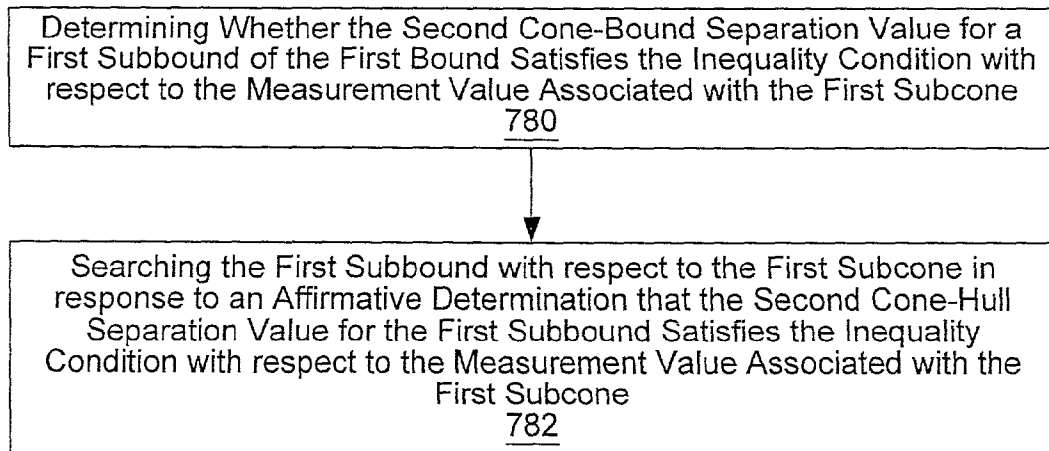 Determining Whether the Second Cone-Bound Separation Value for a
First Subbound of the First Bound Satisfies the Inequality Condition with
respect to the Measurement Value Associated with the First Subcone
780
Searching the First Subbound with respect to the First Subcone in
response to an Affirmative Determination that the Second Cone-Hull
Separation Value for the First Subbound Satisfies the Inequality
Condition with respect to the Measurement Value Associated with the
First Subcone
782